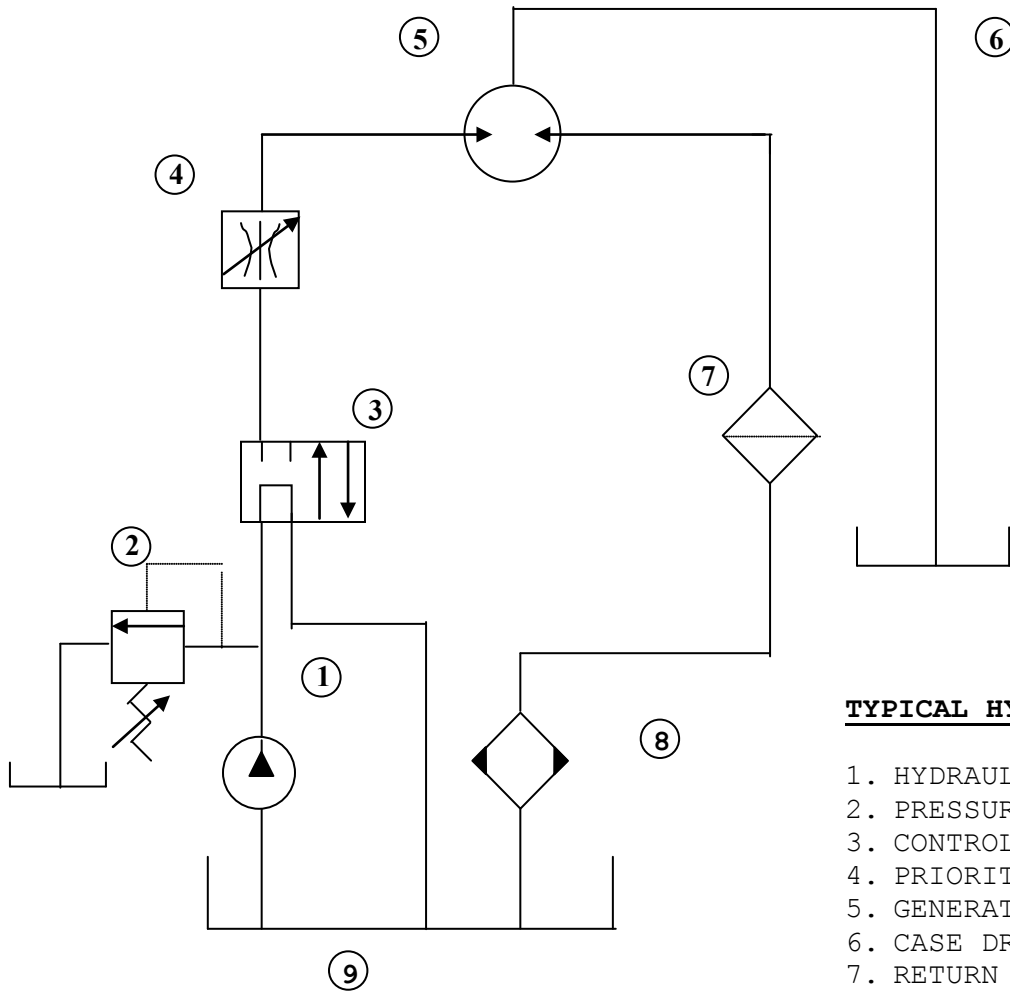 5
6
4
3
7
2
1
8
9
TYPICAL HY
1. HYDRAUL
2. PRESSUR
3. CONTROL
4. PRIORIT
5. GENERAT
6. CASE DR
7. RETURN